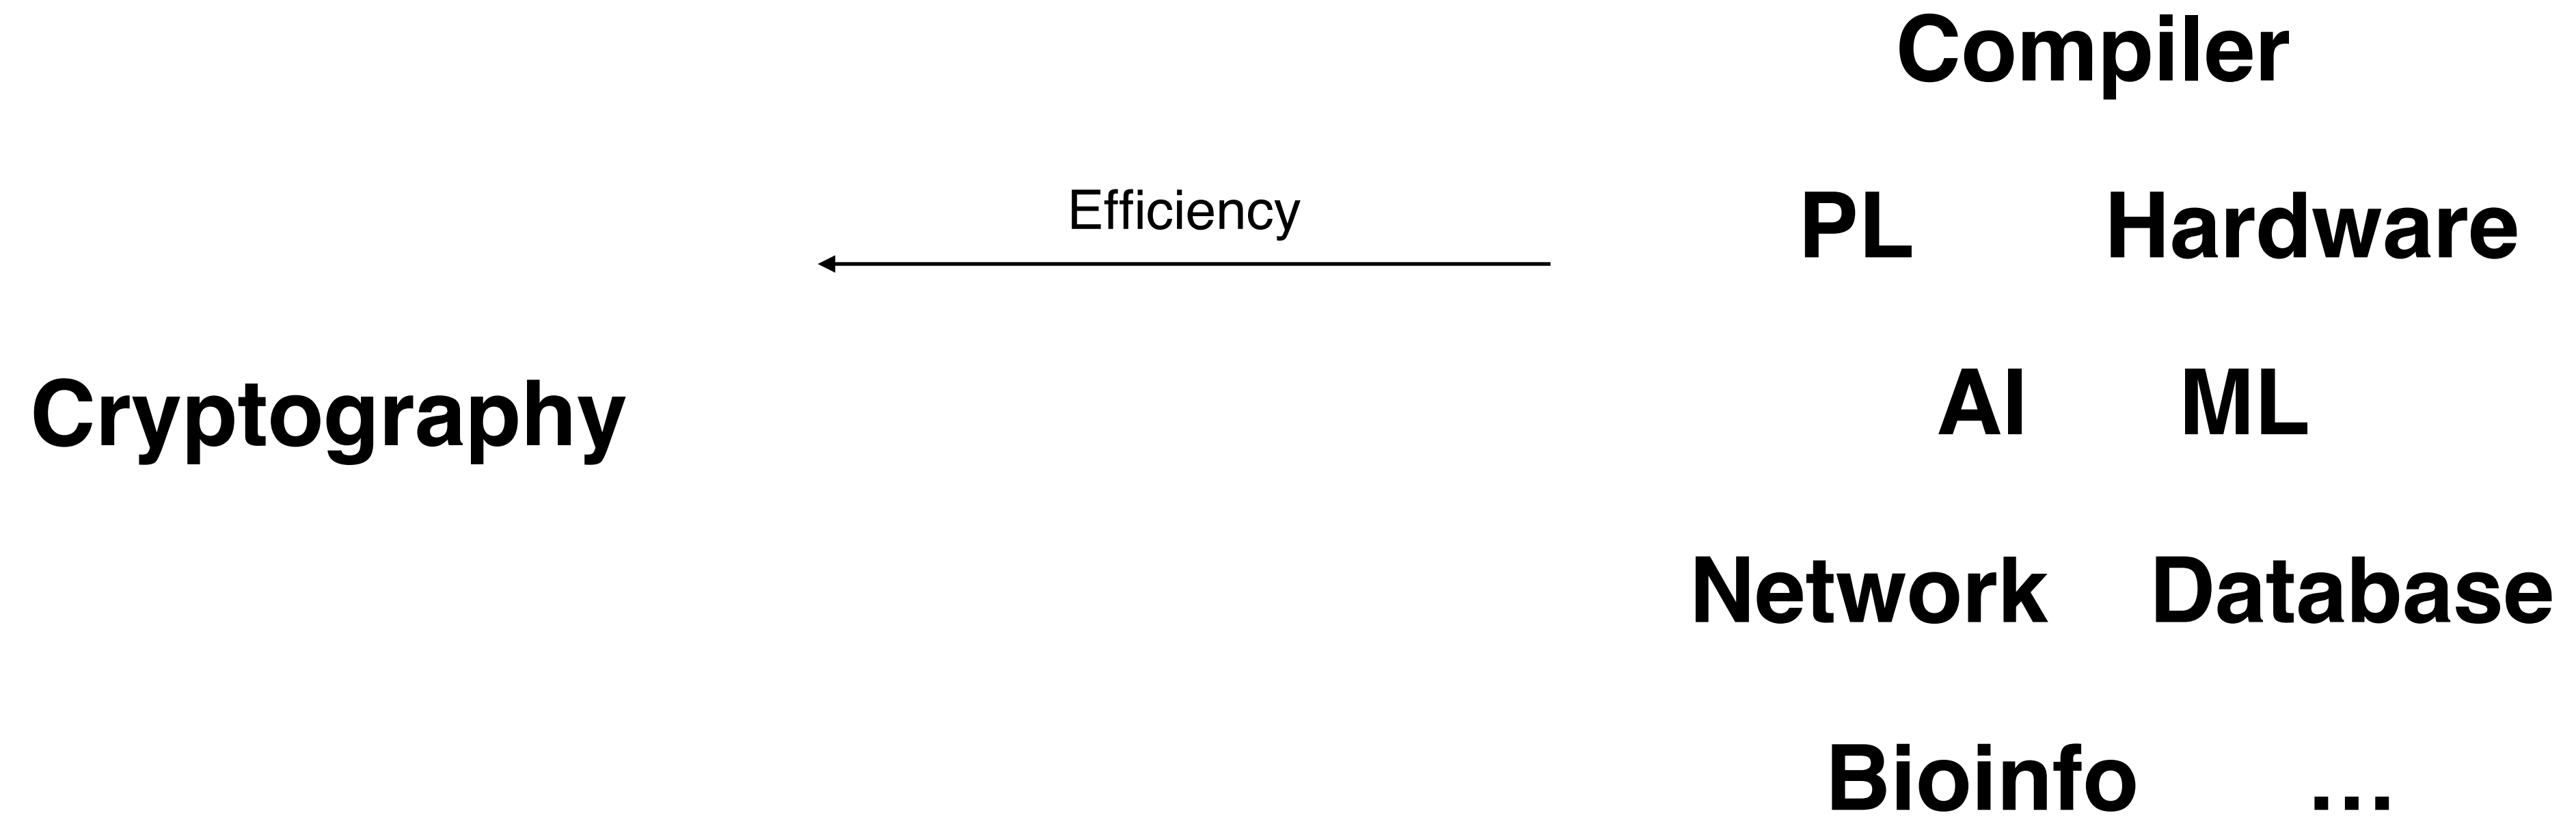 Compiler
Efficiency
PL Hardware
Cryptography
AI ML
Network Database
Bioinfo ...